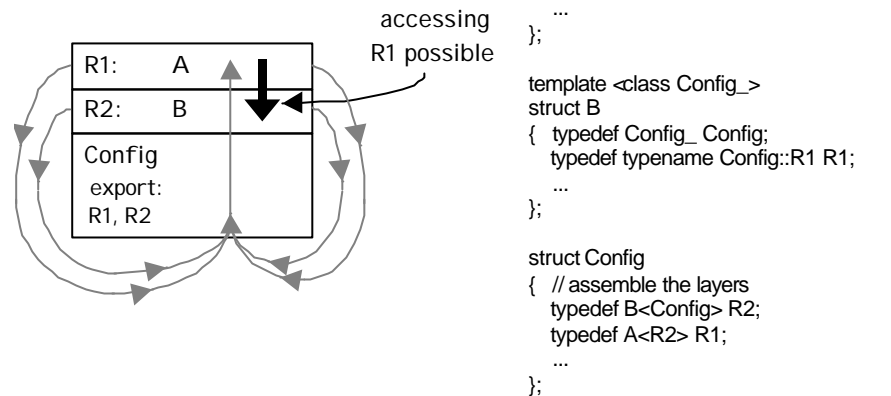 accessing
R1 possible
R1: A
R2: B
Config
export:
R1, R2
...
};
template <class Config_>
struct B
{ typedef Config_ Config;
typedef typename Config::R1 R1;
...
};
struct Config
{ // assemble the layers
typedef B<Config> R2;
typedef A<R2> R1;
...
};